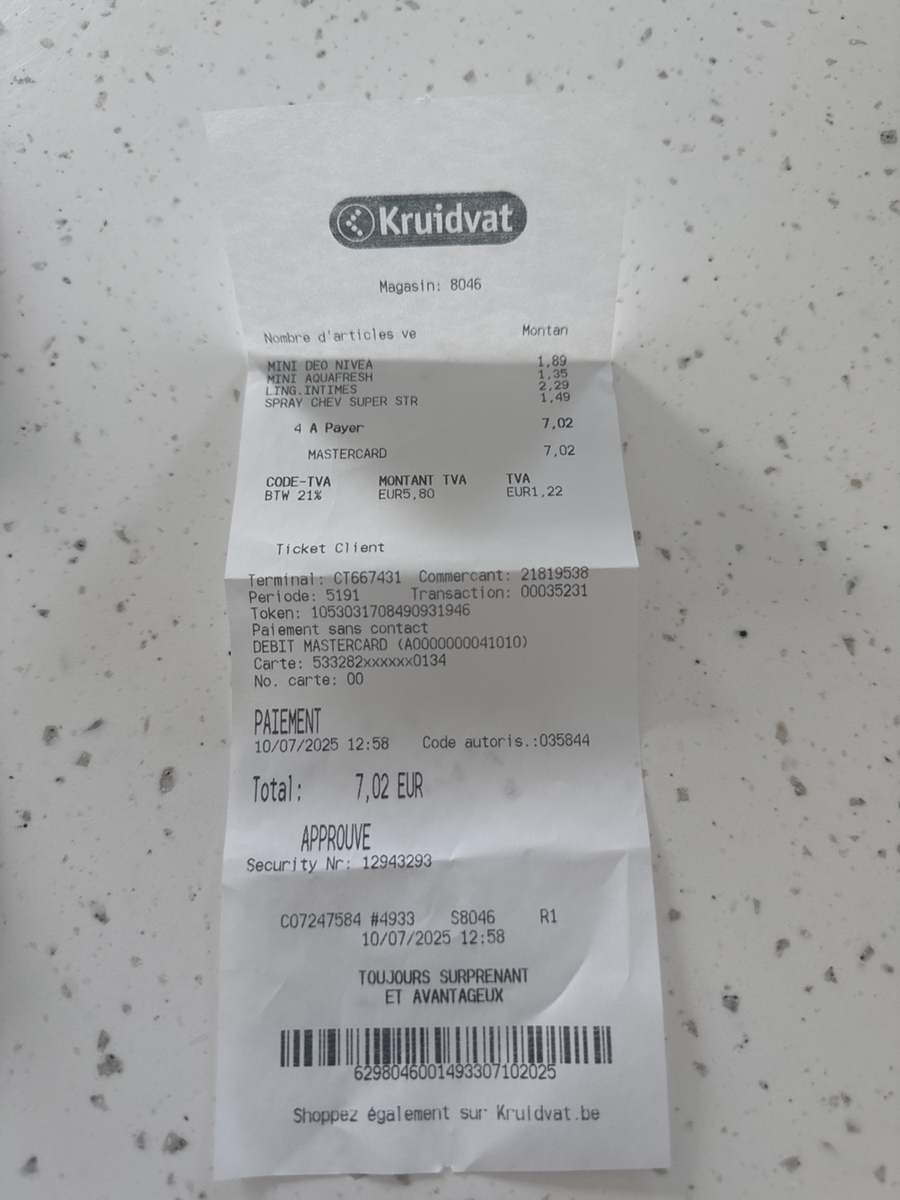 Kruidvat
Magasin: 8046
Nombre d'articles ve Montan
MINI DEO NIVEA 1,89
MINI AQUAFRESH 1,35
LING.INTIMES 2,29
SPRAY CHEV SUPER STR 1,49
4 A Payer 7,02
MASTERCARD 7,02
CODE-TVA MONTANT TVA TVA
BTW 21% EUR5,80 EUR1,22
Ticket Client
Terminal: CT667431 Commercant: 21819538
Periode: 5191 Transaction: 00035231
Token: 1053031708490931946
Paiement sans contact
DEBIT MASTERCARD (A0000000041010)
Carte: 533282xxxxxx0134
No. carte: 00
PAIEMENT
10/07/2025 12:58 Code autoris.:035844
Total: 7,02 EUR
APPROUVE
Security Nr: 12943293
C07247584 #4933 S8046 R1
10/07/2025 12:58
TOUJOURS SURPRENANT
ET AVANTAGEUX
6298046001493307102025
Shoppez également sur Kruidvat.be